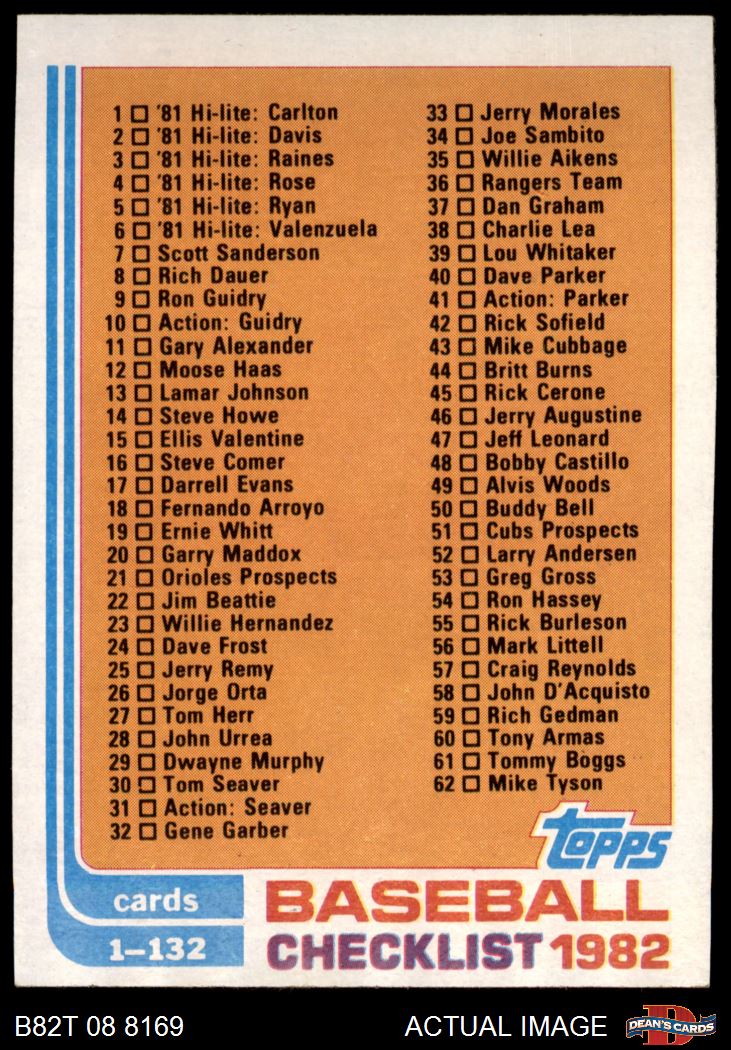 1 □ '81 Hi-lite: Carlton
2 □ '81 Hi-lite: Davis
3 □ '81 Hi-lite: Raines
4 □ '81 Hi-lite: Rose
5 □ '81 Hi-lite: Ryan
6 □ '81 Hi-lite: Valenzuela
7 □ Scott Sanderson
8 □ Rich Dauer
9 □ Ron Guidry
10 □ Action: Guidry
11 □ Gary Alexander
12 □ Moose Haas
13 □ Lamar Johnson
14 □ Steve Howe
15 □ Ellis Valentine
16 □ Steve Comer
17 □ Darrell Evans
18 □ Fernando Arroyo
19 □ Ernie Whitt
20 □ Garry Maddox
21 □ Orioles Prospects
22 □ Jim Beattie
23 □ Willie Hernandez
24 □ Dave Frost
25 □ Jerry Remy
26 □ Jorge Orta
27 □ Tom Herr
28 □ John Urrea
29 □ Dwayne Murphy
30 □ Tom Seaver
31 □ Action: Seaver
32 □ Gene Garber
33 □ Jerry Morales
34 □ Joe Sambito
35 □ Willie Aikens
36 □ Rangers Team
37 □ Dan Graham
38 □ Charlie Lea
39 □ Lou Whitaker
40 □ Dave Parker
41 □ Action: Parker
42 □ Rick Sofield
43 □ Mike Cubbage
44 □ Britt Burns
45 □ Rick Cerone
46 □ Jerry Augustine
47 □ Jeff Leonard
48 □ Bobby Castillo
49 □ Alvis Woods
50 □ Buddy Bell
51 □ Cubs Prospects
52 □ Larry Andersen
53 □ Greg Gross
54 □ Ron Hassey
55 □ Rick Burleson
56 □ Mark Littell
57 □ Craig Reynolds
58 □ John D'Acquisto
59 □ Rich Gedman
60 □ Tony Armas
61 □ Tommy Boggs
62 □ Mike Tyson
topps
cards
1–132
BASEBALL
CHECKLIST 1982
B82T 08 8169
ACTUAL IMAGE
D
DEAN'S CARDS